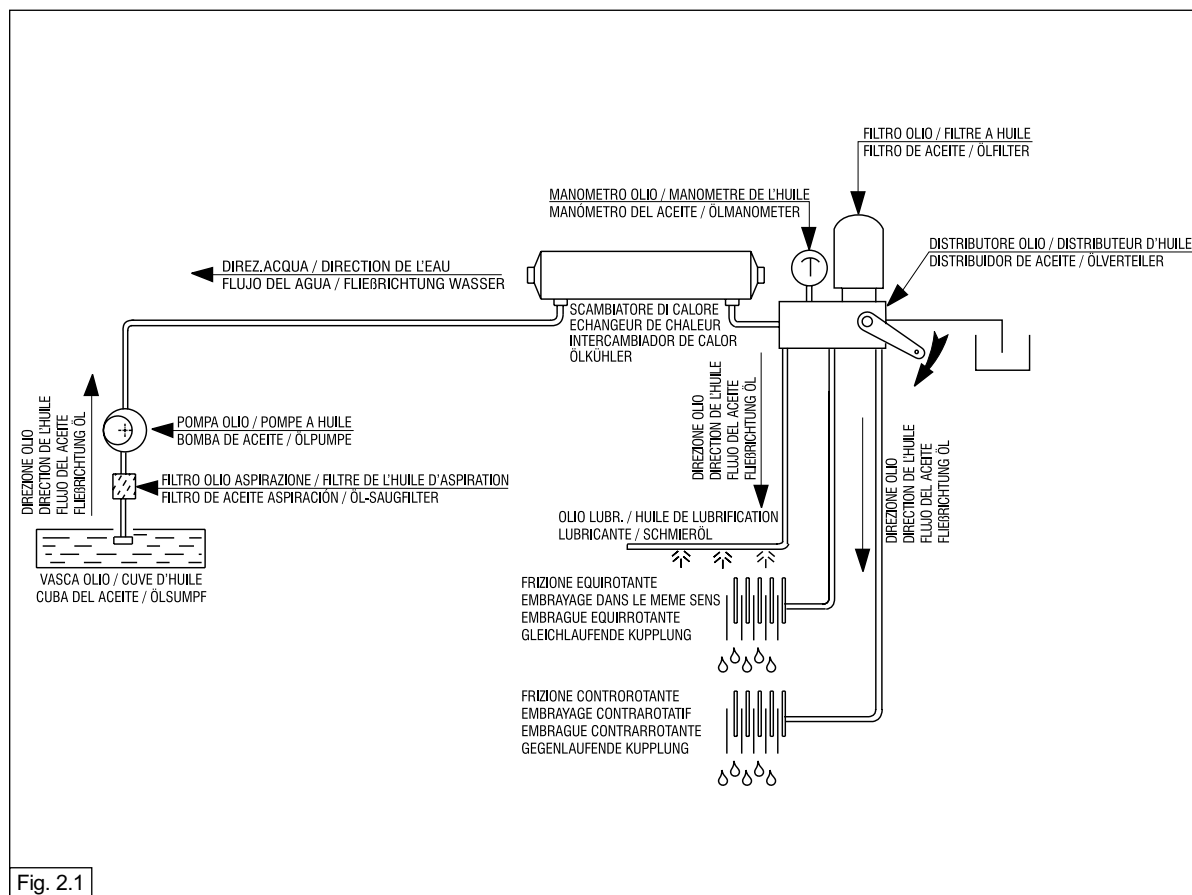 FILTRO OLIO / FILTRE A HUILE
FILTRO DE ACEITE / ÖLFILTER
MANOMETRO OLIO / MANOMETRE DE L'HUILE
MANÓMETRO DEL ACEITE / ÖLMANOMETER
DISTRIBUTORE OLIO / DISTRIBUTEUR D'HUILE
DISTRIBUIDOR DE ACEITE / ÖLVERTEILER
DIREZ.ACQUA / DIRECTION DE L'EAU
FLUJO DEL AGUA / FLIEßRICHTUNG WASSER
SCAMBIATORE DI CALORE
ECHANGEUR DE CHALEUR
INTERCAMBIADOR DE CALOR
ÖLKÜHLER
DIREZIONE OLIO
DIRECTION DE L'HUILE
FLUJO DEL ACEITE
FLIEßRICHTUNG ÖL
POMPA OLIO / POMPE A HUILE
BOMBA DE ACEITE / ÖLPUMPE
FILTRO OLIO ASPIRAZIONE / FILTRE DE L'HUILE D'ASPIRATION
FILTRO DE ACEITE ASPIRACIÓN / ÖL-SAUGFILTER
VASCA OLIO / CUVE D'HUILE
CUBA DEL ACEITE / ÖLSUMPF
DIREZIONE OLIO
DIRECTION DE L'HUILE
FLUJO DEL ACEITE
FLIEßRICHTUNG ÖL
DIREZIONE OLIO
DIRECTION DE L'HUILE
FLUJO DEL ACEITE
FLIEßRICHTUNG ÖL
OLIO LUBR. / HUILE DE LUBRIFICATION
LUBRICANTE / SCHMIERÖL
FRIZIONE EQUIROTANTE
EMBRAYAGE DANS LE MEME SENS
EMBRAGUE EQUIRROTANTE
GLEICHLAUFENDE KUPPLUNG
FRIZIONE CONTROROTANTE
EMBRAYAGE CONTRAROTATIF
EMBRAGUE CONTRARROTANTE
GEGENLAUFENDE KUPPLUNG
Fig. 2.1